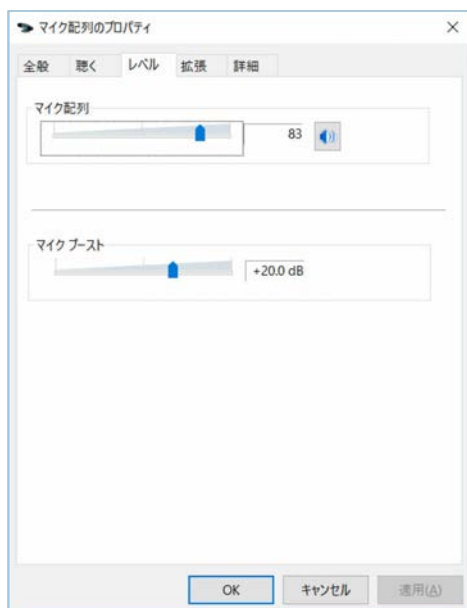 マイク配列のプロパティ
全般 聴く レベル 拡張 詳細
マイク配列
83
マイク ブースト
+20.0 dB
OK キャンセル 適用(A)